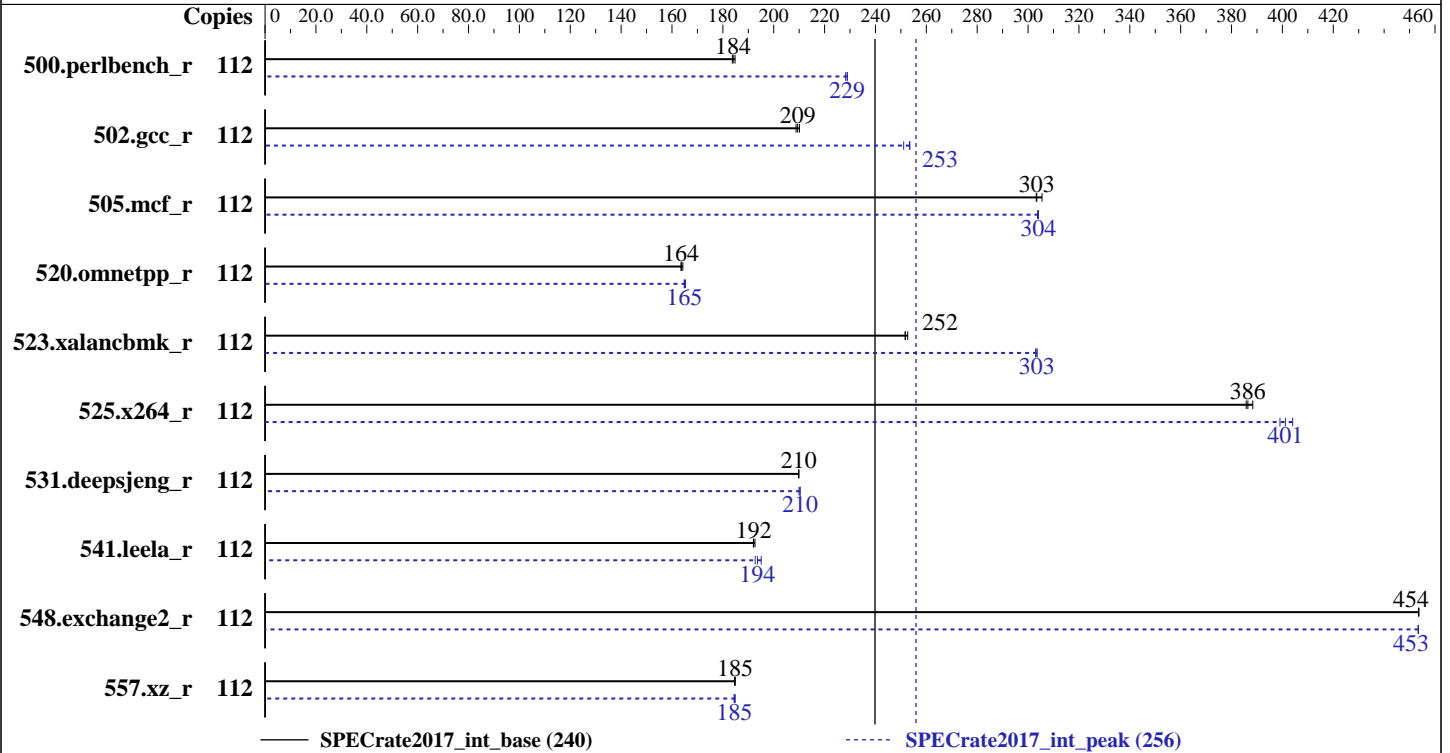 Copies 0 20.0 40.0 60.0 80.0 100 120 140 160 180 200 220 240 260 280 300 320 340 360 380 400 420 460
184
500.perlbench_r 112
229
209
502.gcc_r 112
253
303
505.mcf_r 112
304
164
520.omnetpp_r 112
165
252
523.xalancbmk_r 112
303
386
525.x264_r 112
401
210
531.deepsjeng_r 112
210
192
541.leela_r 112
194
454
548.exchange2_r 112
453
185
557.xz_r 112
185
SPECrate2017_int_base (240) SPECrate2017_int_peak (256)